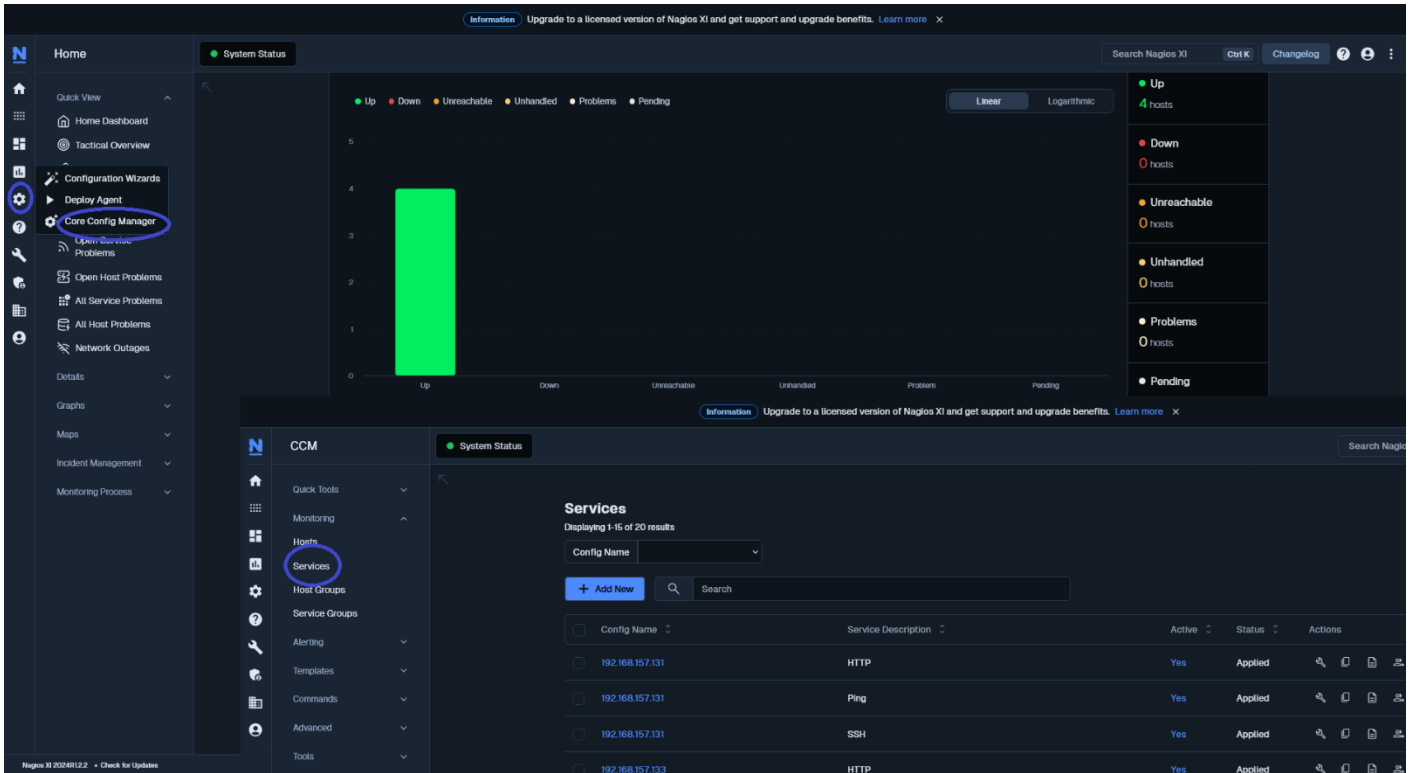 Information Upgrade to a licensed version of Nagios XI and get support and upgrade benefits. Learn more ×
N Home System Status Search Nagios XI Ctrl K Changelog
Quick View
Home Dashboard
Tactical Overview
Configuration Wizards
Deploy Agent
Core Config Manager
Open Service
Problems
Open Host Problems
All Service Problems
All Host Problems
Network Outages
Details
Graphs
Maps
Incident Management
Monitoring Process
Nagios XI 2024R1.2.2 • Check for Updates
Up Down Unreachable Unhandled Problems Pending
Linear Logarithmic
5
4
3
2
1
0
Up Down Unreachable Unhandled Problem Pending
Up
4 hosts
Down
0 hosts
Unreachable
0 hosts
Unhandled
0 hosts
Problems
0 hosts
Pending
Information Upgrade to a licensed version of Nagios XI and get support and upgrade benefits. Learn more ×
N CCM System Status Search Nagio
Quick Tools
Monitoring
Hosts
Services
Host Groups
Service Groups
Alerting
Templates
Commands
Advanced
Tools
Services
Displaying 1-15 of 20 results
Config Name
+ Add New Search
Config Name Service Description Active Status Actions
192.168.157.131 HTTP Yes Applied
192.168.157.131 Ping Yes Applied
192.168.157.131 SSH Yes Applied
192.168.157.133 HTTP Yes Applied